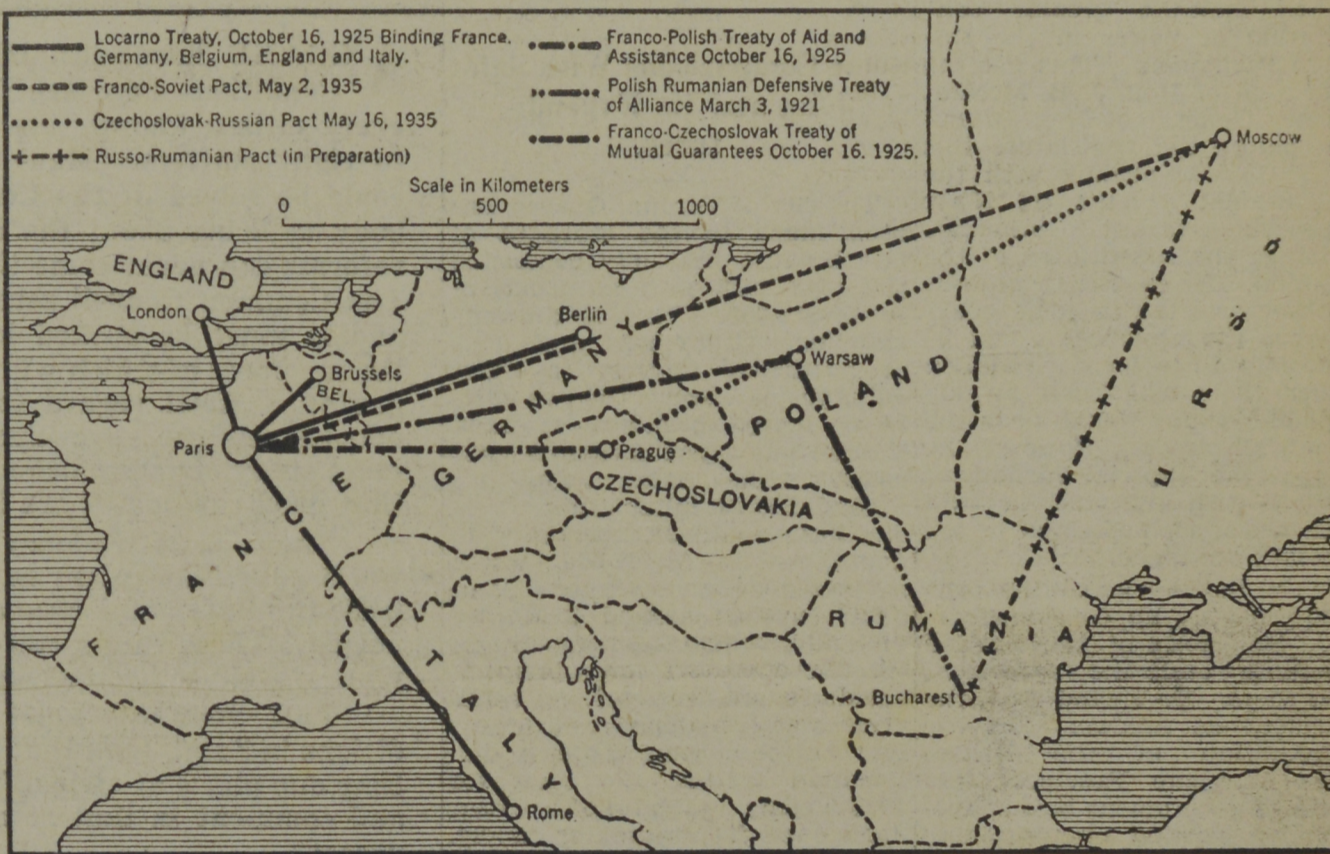 Locarno Treaty, October 16, 1925 Binding France.
Germany, Belgium, England and Italy.
Franco-Soviet Pact, May 2, 1935
Czechoslovak-Russian Pact May 16, 1935
Russo-Rumanian Pact (in Preparation)
Franco-Polish Treaty of Aid and
Assistance October 16, 1925
Polish Rumanian Defensive Treaty
of Alliance March 3, 1921
Franco-Czechoslovak Treaty of
Mutual Guarantees October 16. 1925.
Scale in Kilometers
0 500 1000
Moscow
ENGLAND
London
Berlin
Warsaw
Brussels
BEL.
Paris
Prague
GERMANY
POLAND
CZECHOSLOVAKIA
FRANCE
U.R.S.S.
RUMANIA
ITALY
Bucharest
Rome